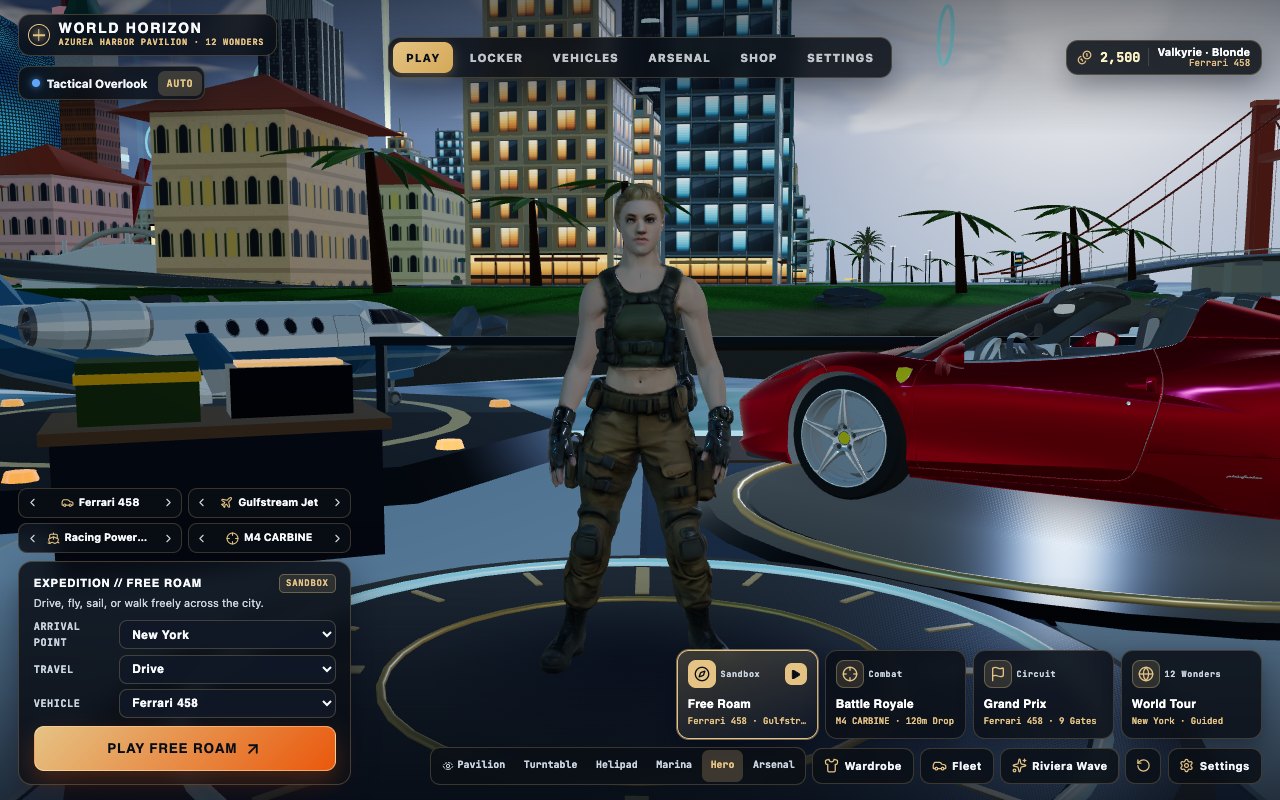 WORLD HORIZON
AZUREA HARBOR PAVILION · 12 WONDERS
Tactical Overlook AUTO
PLAY LOCKER VEHICLES ARSENAL SHOP SETTINGS
2,500 Valkyrie · Blonde
Ferrari 458
Ferrari 458 Gulfstream Jet
Racing Power... M4 CARBINE
EXPEDITION // FREE ROAM SANDBOX
Drive, fly, sail, or walk freely across the city.
ARRIVAL POINT New York
TRAVEL Drive
VEHICLE Ferrari 458
PLAY FREE ROAM
Sandbox
Free Roam
Ferrari 458 · Gulfstr…
Combat
Battle Royale
M4 CARBINE · 120m Drop
Circuit
Grand Prix
Ferrari 458 · 9 Gates
12 Wonders
World Tour
New York · Guided
Pavilion Turntable Helipad Marina Hero Arsenal
Wardrobe Fleet Riviera Wave Settings